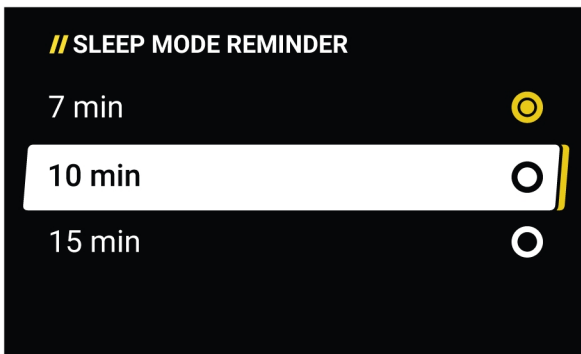 // SLEEP MODE REMINDER
7 min
10 min
15 min